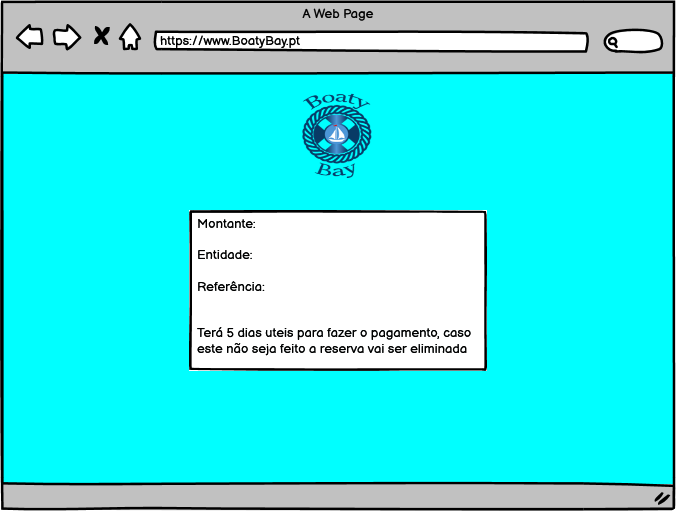 A Web Page
https://www.BoatyBay.pt
Boaty
Bay
Montante:
Entidade:
Referência:
Terá 5 dias uteis para fazer o pagamento, caso
este não seja feito a reserva vai ser eliminada